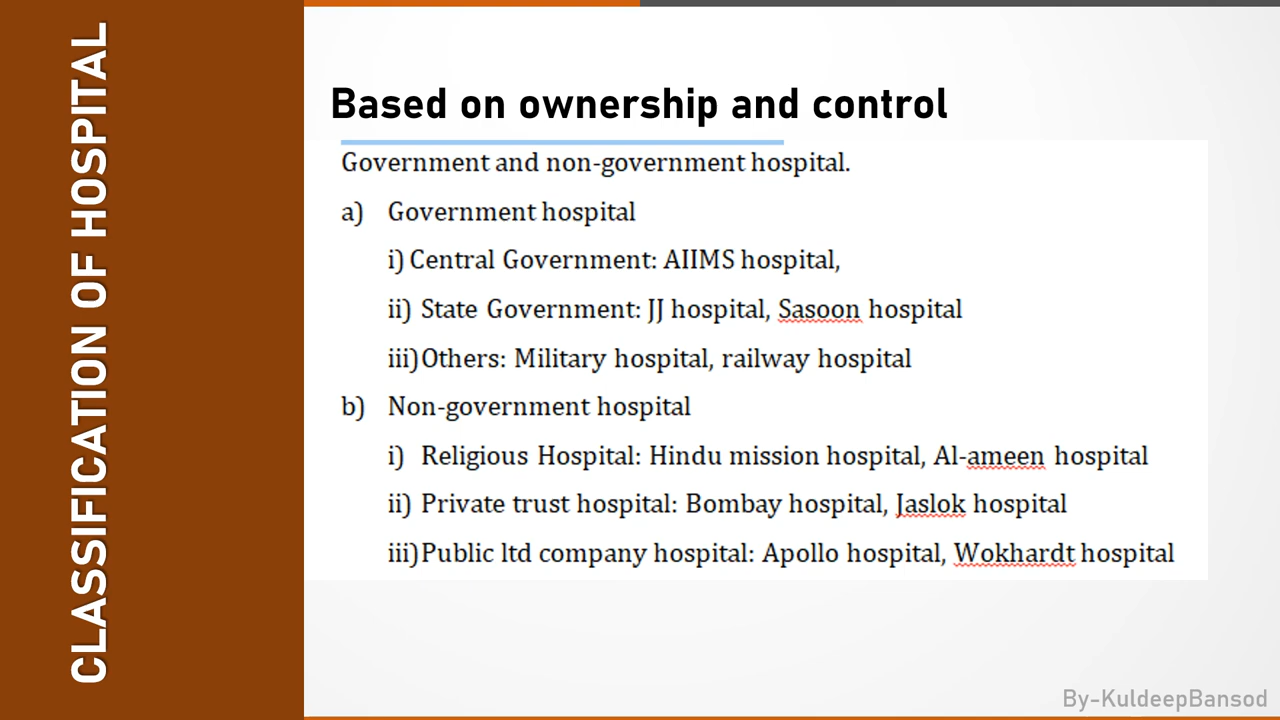 CLASSIFICATION OF HOSPITAL
Based on ownership and control
Government and non-government hospital.
a) Government hospital
i) Central Government: AIIMS hospital,
ii) State Government: JJ hospital, Sasoon hospital
iii) Others: Military hospital, railway hospital
b) Non-government hospital
i) Religious Hospital: Hindu mission hospital, Al-ameen hospital
ii) Private trust hospital: Bombay hospital, Jaslok hospital
iii) Public ltd company hospital: Apollo hospital, Wokhardt hospital
By-KuldeepBansod